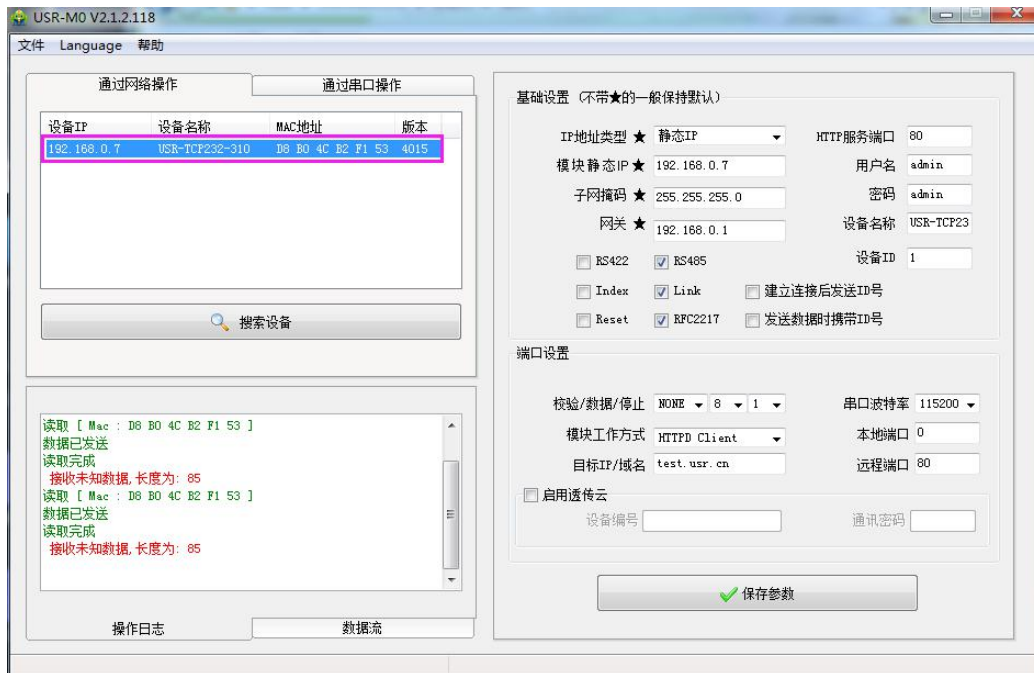 USR-M0 V2.1.2.118
文件 Language 帮助
通过网络操作 通过串口操作
设备IP 设备名称 MAC地址 版本
192.168.0.7 USR-TCP232-310 D8 B0 4C B2 F1 53 4015
搜索设备
读取 [ Mac : D8 B0 4C B2 F1 53 ]
数据已发送
读取完成
接收未知数据,长度为: 85
读取 [ Mac : D8 B0 4C B2 F1 53 ]
数据已发送
读取完成
接收未知数据,长度为: 85
操作日志 数据流
基础设置 (不带★的一般保持默认)
IP地址类型 ★ 静态IP HTTP服务端口 80
模块静态IP ★ 192.168.0.7 用户名 admin
子网掩码 ★ 255.255.255.0 密码 admin
网关 ★ 192.168.0.1 设备名称 USR-TCP23
RS422 RS485 设备ID 1
Index Link 建立连接后发送ID号
Reset RFC2217 发送数据时携带ID号
端口设置
校验/数据/停止 NONE 8 1 串口波特率 115200
模块工作方式 HTTPD Client 本地端口 0
目标IP/域名 test.usr.cn 远程端口 80
启用透传云
设备编号 通讯密码
保存参数